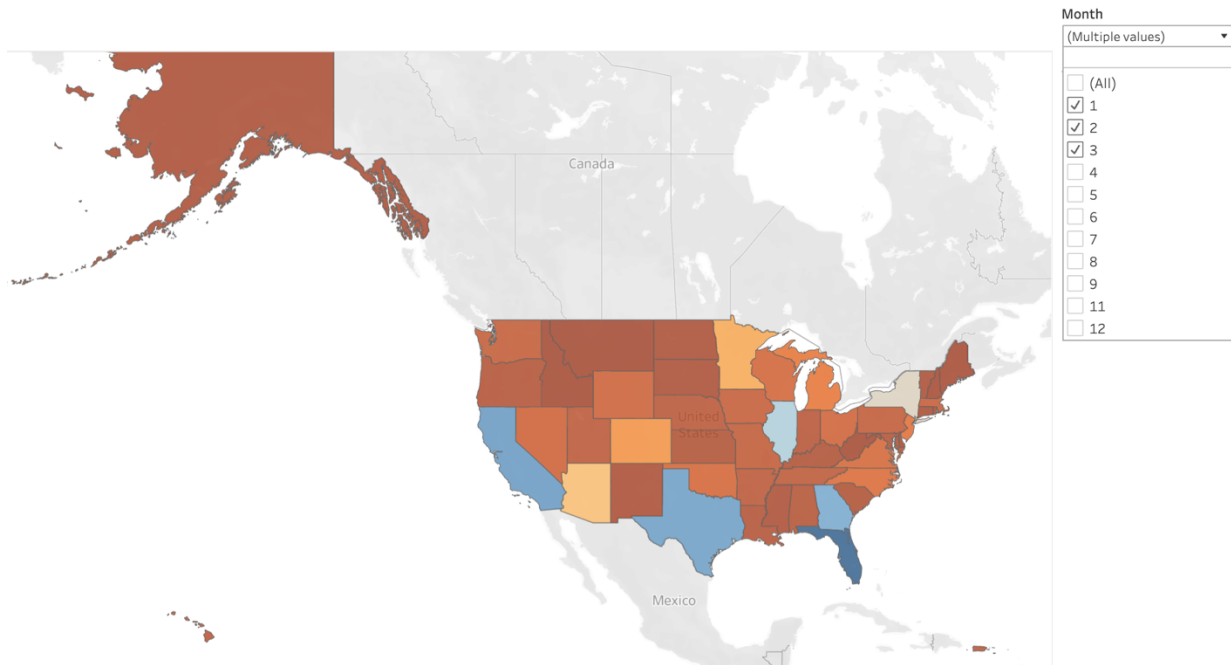 Month
(Multiple values)
(All)
1
2
3
4
5
6
7
8
9
11
12
Canada
United
States
Mexico